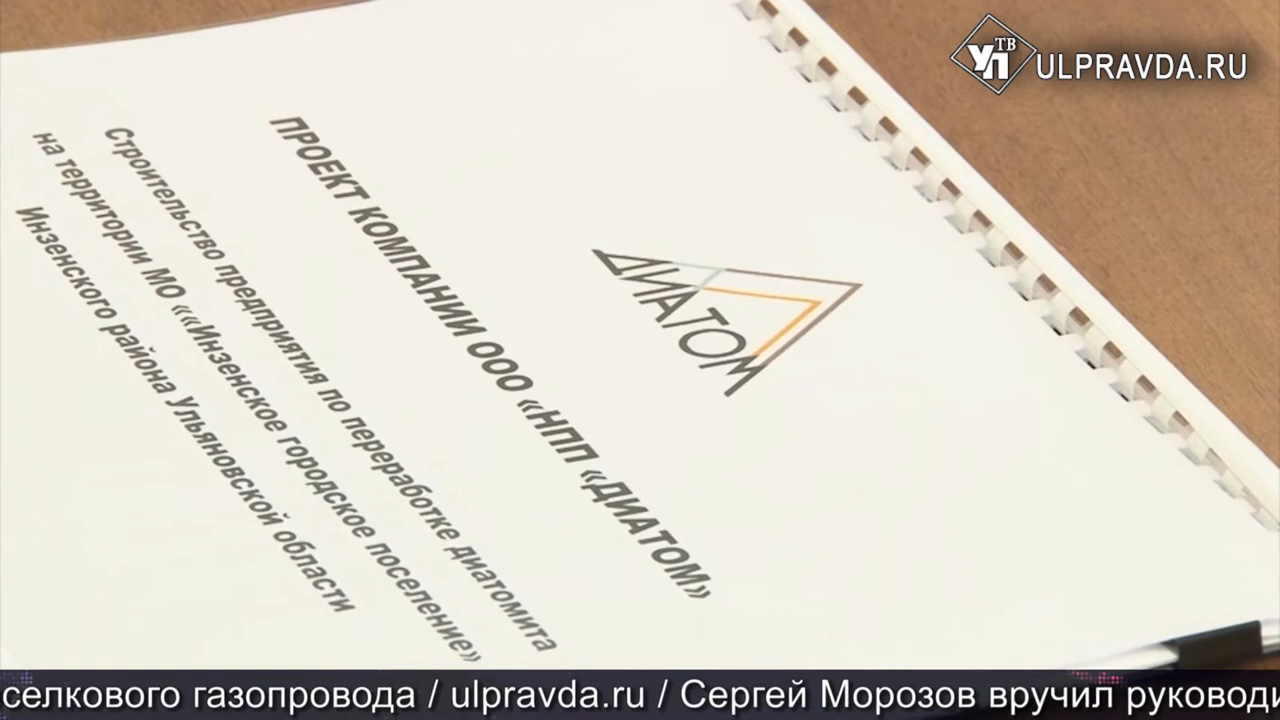 УП ТВ ULPRAVDA.RU
ДИАТОМ
ПРОЕКТ КОМПАНИИ ООО «НПП «ДИАТОМ»
Строительство предприятия по переработке диатомита
на территории МО ««Инзенское городское поселение»
Инзенского района Ульяновской области
селкового газопровода / ulpravda.ru / Сергей Морозов вручил руководи